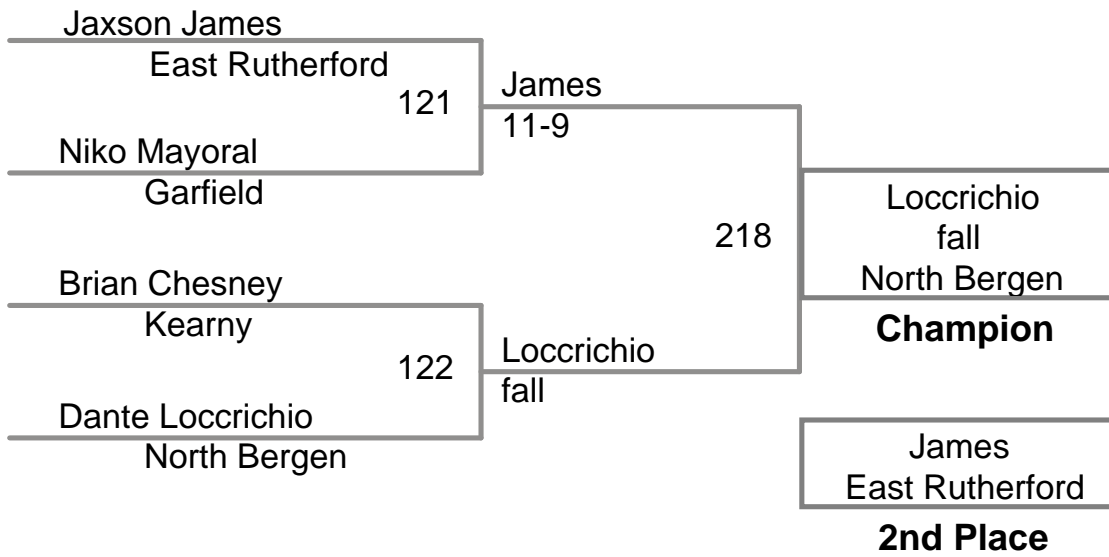 Jaxson James
East Rutherford
121
Niko Mayoral
Garfield
James
11-9
Brian Chesney
Kearny
122
Dante Loccrichio
North Bergen
Loccrichio
fall
218
Loccrichio
fall
North Bergen
Champion
James
East Rutherford
2nd Place